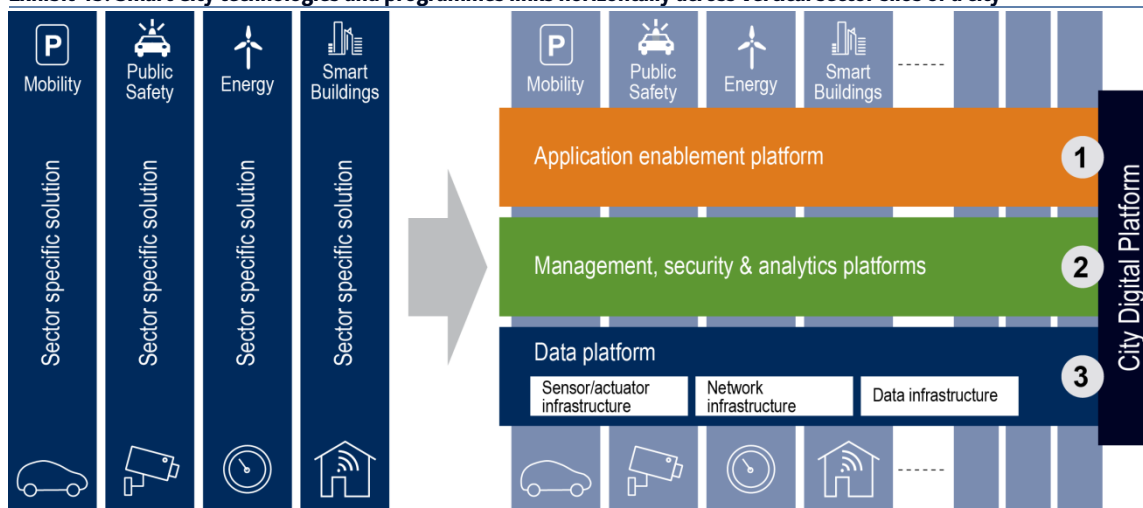 P
Mobility
Public
Safety
Energy
Smart
Buildings
Sector specific solution
Sector specific solution
Sector specific solution
Sector specific solution
P
Mobility
Public
Safety
Energy
Smart
Buildings
Application enablement platform
1
Management, security & analytics platforms
2
Data platform
3
Sensor/actuator
infrastructure
Network
infrastructure
Data infrastructure
City Digital Platform